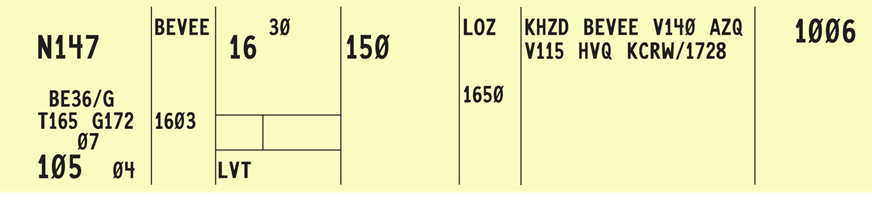 N147
BE36/G
T165 G172
Ø7
1Ø5 Ø4
BEVEE
16Ø3
16 3Ø
LVT
15Ø
LOZ
165Ø
KHZD BEVEE V14Ø AZQ
V115 HVQ KCRW/1728
1ØØ6